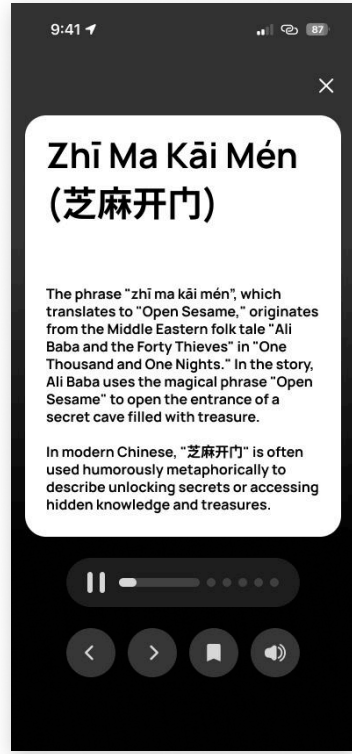 9:41
87
Zhī Ma Kāi Mén
(芝麻开门)
The phrase "zhī ma kāi mén”, which
translates to "Open Sesame," originates
from the Middle Eastern folk tale "Ali
Baba and the Forty Thieves" in "One
Thousand and One Nights." In the story,
Ali Baba uses the magical phrase "Open
Sesame" to open the entrance of a
secret cave filled with treasure.
In modern Chinese, "芝麻开门" is often
used humorously metaphorically to
describe unlocking secrets or accessing
hidden knowledge and treasures.